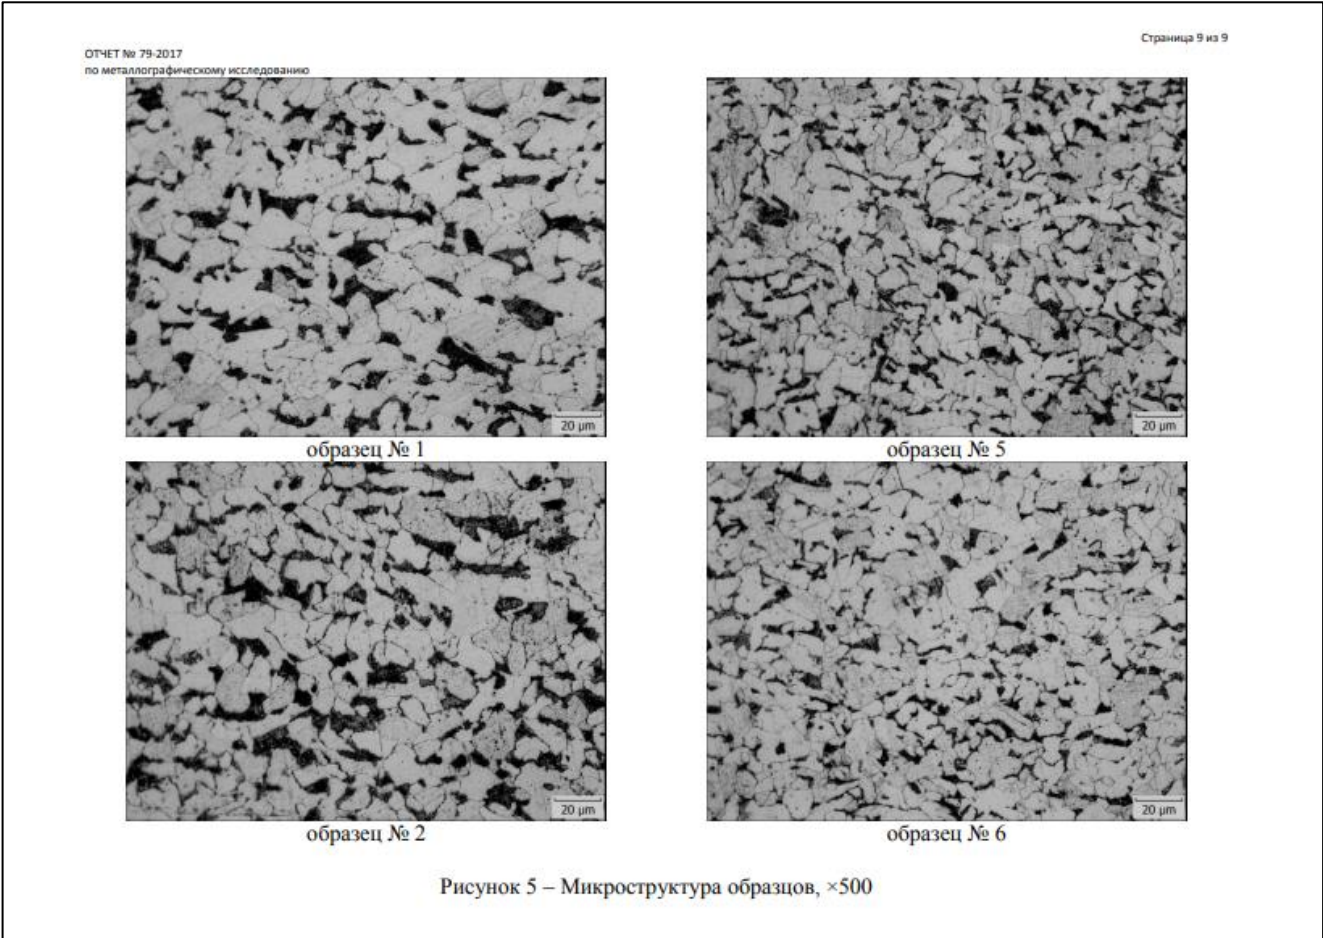 Страница 9 из 9
ОТЧЕТ № 79-2017
по металлографическому исследованию
20 µm
20 µm
образец № 1
образец № 5
20 µm
20 µm
образец № 2
образец № 6
Рисунок 5 – Микроструктура образцов, ×500